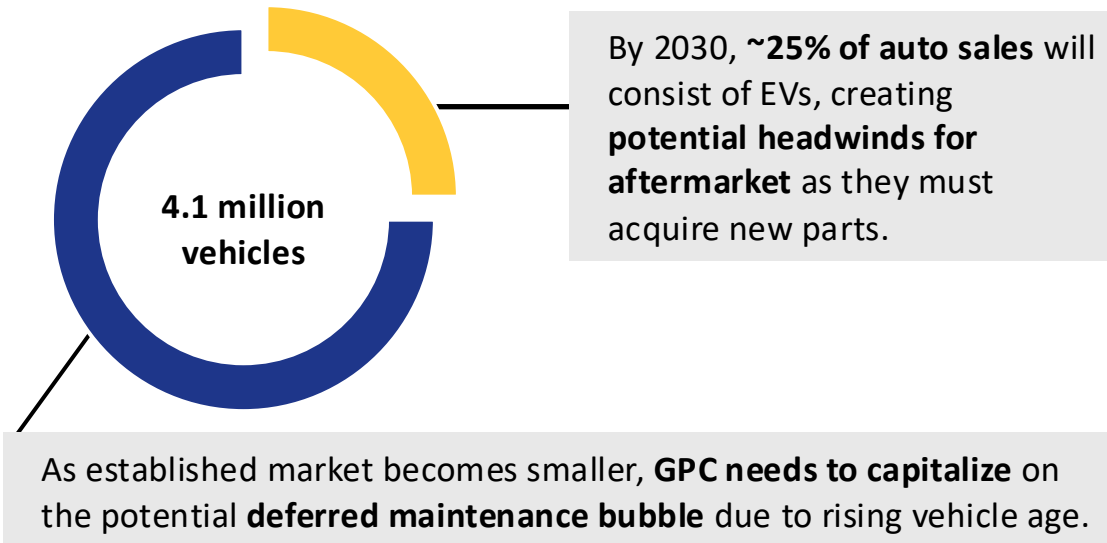 4.1 million
vehicles
By 2030, ~25% of auto sales will
consist of EVs, creating
potential headwinds for
aftermarket as they must
acquire new parts.
As established market becomes smaller, GPC needs to capitalize on
the potential deferred maintenance bubble due to rising vehicle age.